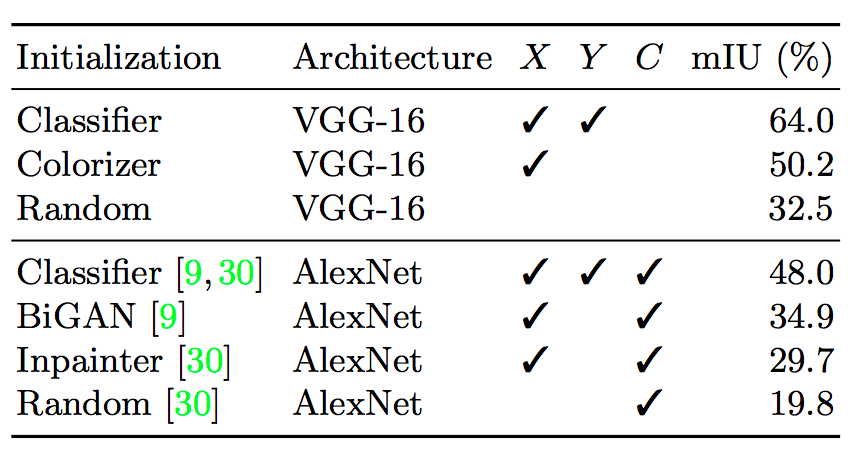 Initialization Architecture X Y C mIU (%)
Classifier VGG-16 ✓ ✓ 64.0
Colorizer VGG-16 ✓ 50.2
Random VGG-16 32.5
Classifier [9, 30] AlexNet ✓ ✓ ✓ 48.0
BiGAN [9] AlexNet ✓ ✓ 34.9
Inpainter [30] AlexNet ✓ ✓ 29.7
Random [30] AlexNet ✓ 19.8